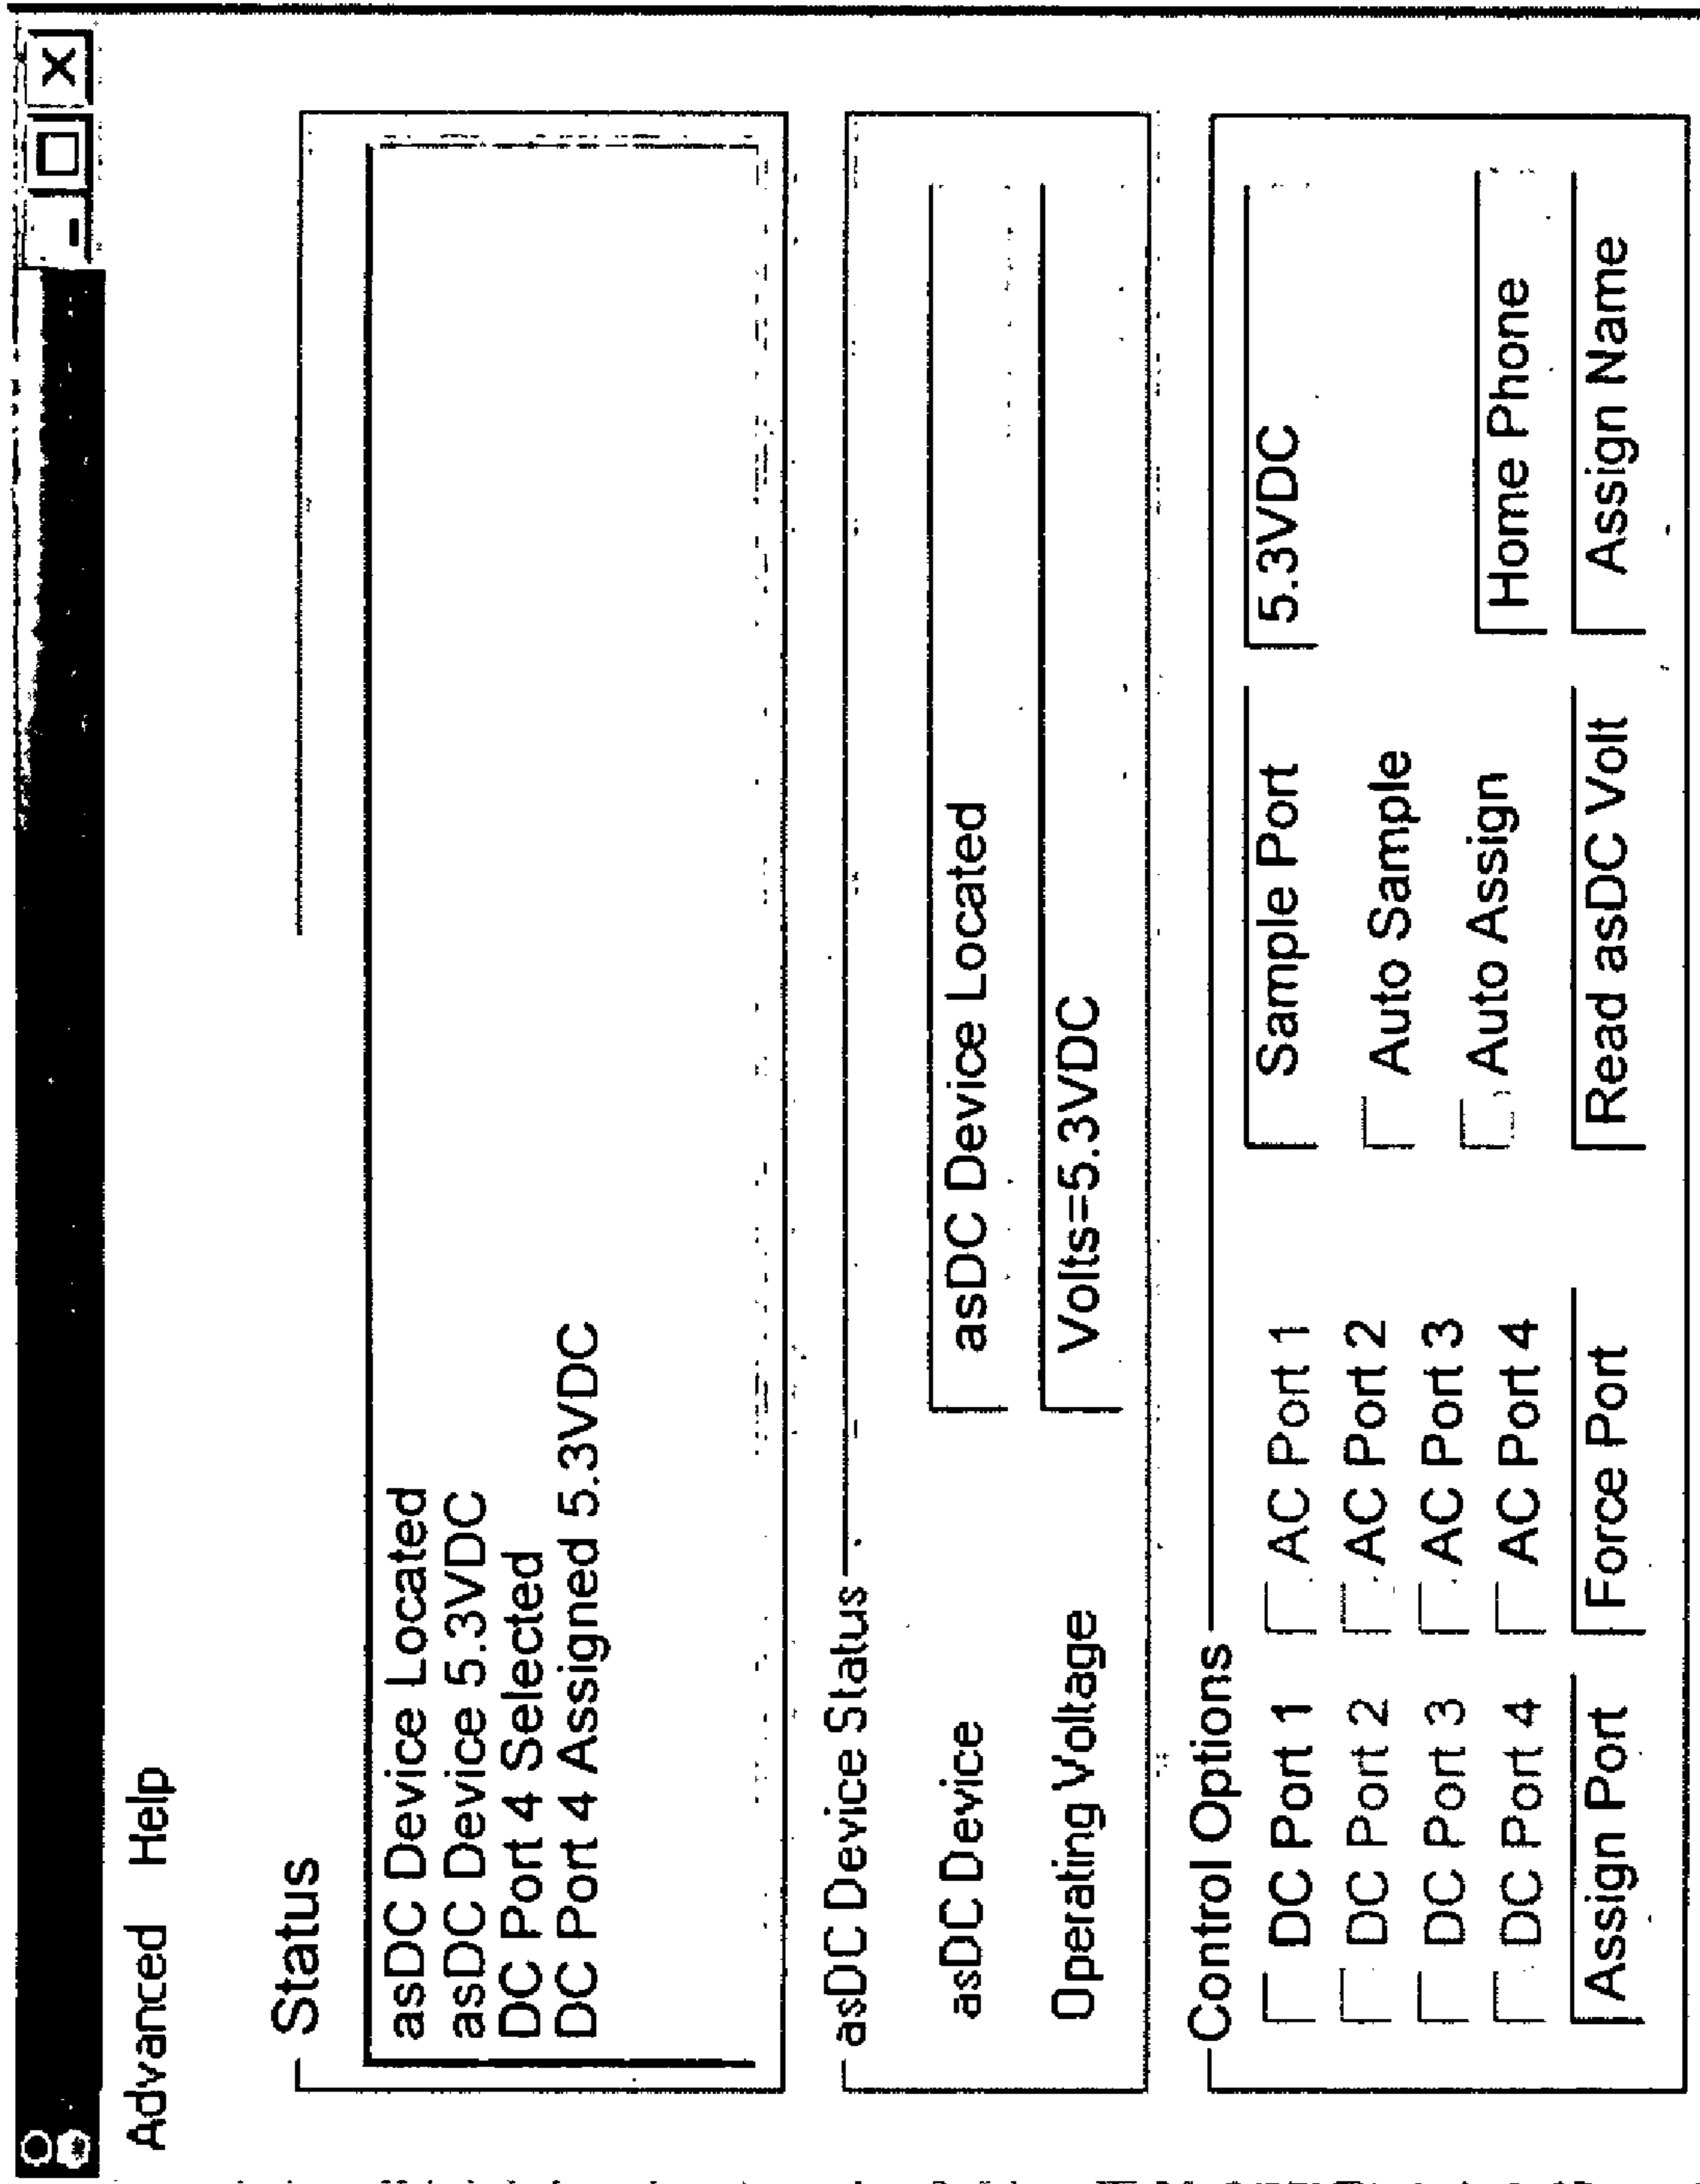 Advanced Help
Status
asDC Device Located
asDC Device 5.3VDC
DC Port 4 Selected
DC Port 4 Assigned 5.3VDC
asDC Device Status
asDC Device asDC Device Located
Operating Voltage Volts=5.3VDC
Control Options
DC Port 1 AC Port 1 Sample Port 5.3VDC
DC Port 2 AC Port 2 Auto Sample
DC Port 3 AC Port 3 Auto Assign
DC Port 4 AC Port 4 Home Phone
Assign Port Force Port Read asDC Volt Assign Name